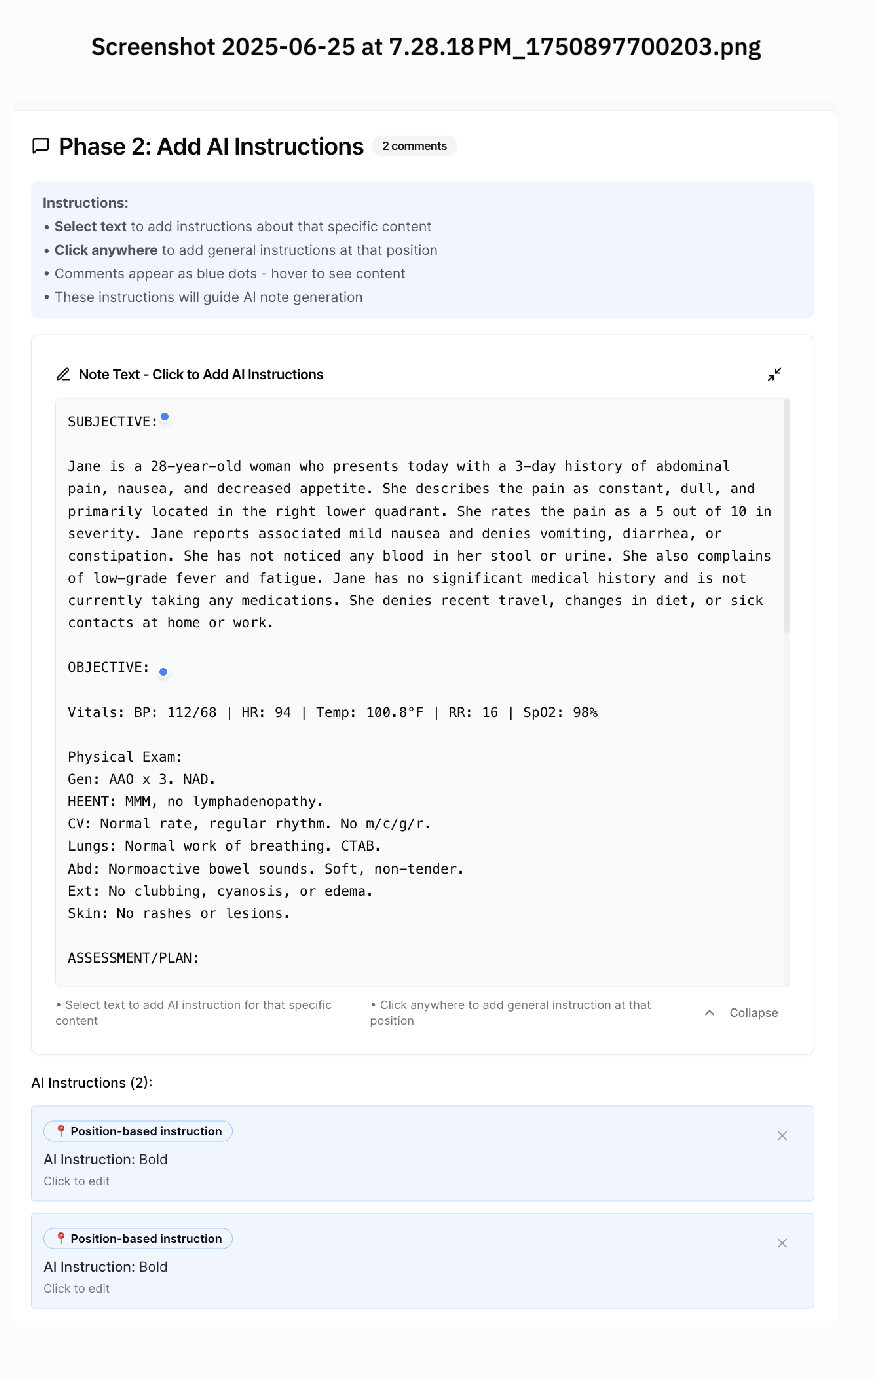 Screenshot 2025-06-25 at 7.28.18 PM_1750897700203.png
Phase 2: Add AI Instructions 2 comments
Instructions:
• Select text to add instructions about that specific content
• Click anywhere to add general instructions at that position
• Comments appear as blue dots - hover to see content
• These instructions will guide AI note generation
Note Text - Click to Add AI Instructions
SUBJECTIVE:
Jane is a 28-year-old woman who presents today with a 3-day history of abdominal
pain, nausea, and decreased appetite. She describes the pain as constant, dull, and
primarily located in the right lower quadrant. She rates the pain as a 5 out of 10 in
severity. Jane reports associated mild nausea and denies vomiting, diarrhea, or
constipation. She has not noticed any blood in her stool or urine. She also complains
of low-grade fever and fatigue. Jane has no significant medical history and is not
currently taking any medications. She denies recent travel, changes in diet, or sick
contacts at home or work.
OBJECTIVE:
Vitals: BP: 112/68 | HR: 94 | Temp: 100.8°F | RR: 16 | SpO2: 98%
Physical Exam:
Gen: AAO x 3. NAD.
HEENT: MMM, no lymphadenopathy.
CV: Normal rate, regular rhythm. No m/c/g/r.
Lungs: Normal work of breathing. CTAB.
Abd: Normoactive bowel sounds. Soft, non-tender.
Ext: No clubbing, cyanosis, or edema.
Skin: No rashes or lesions.
ASSESSMENT/PLAN:
• Select text to add AI instruction for that specific
content
• Click anywhere to add general instruction at that
position
Collapse
AI Instructions (2):
📍 Position-based instruction
AI Instruction: Bold
Click to edit
📍 Position-based instruction
AI Instruction: Bold
Click to edit